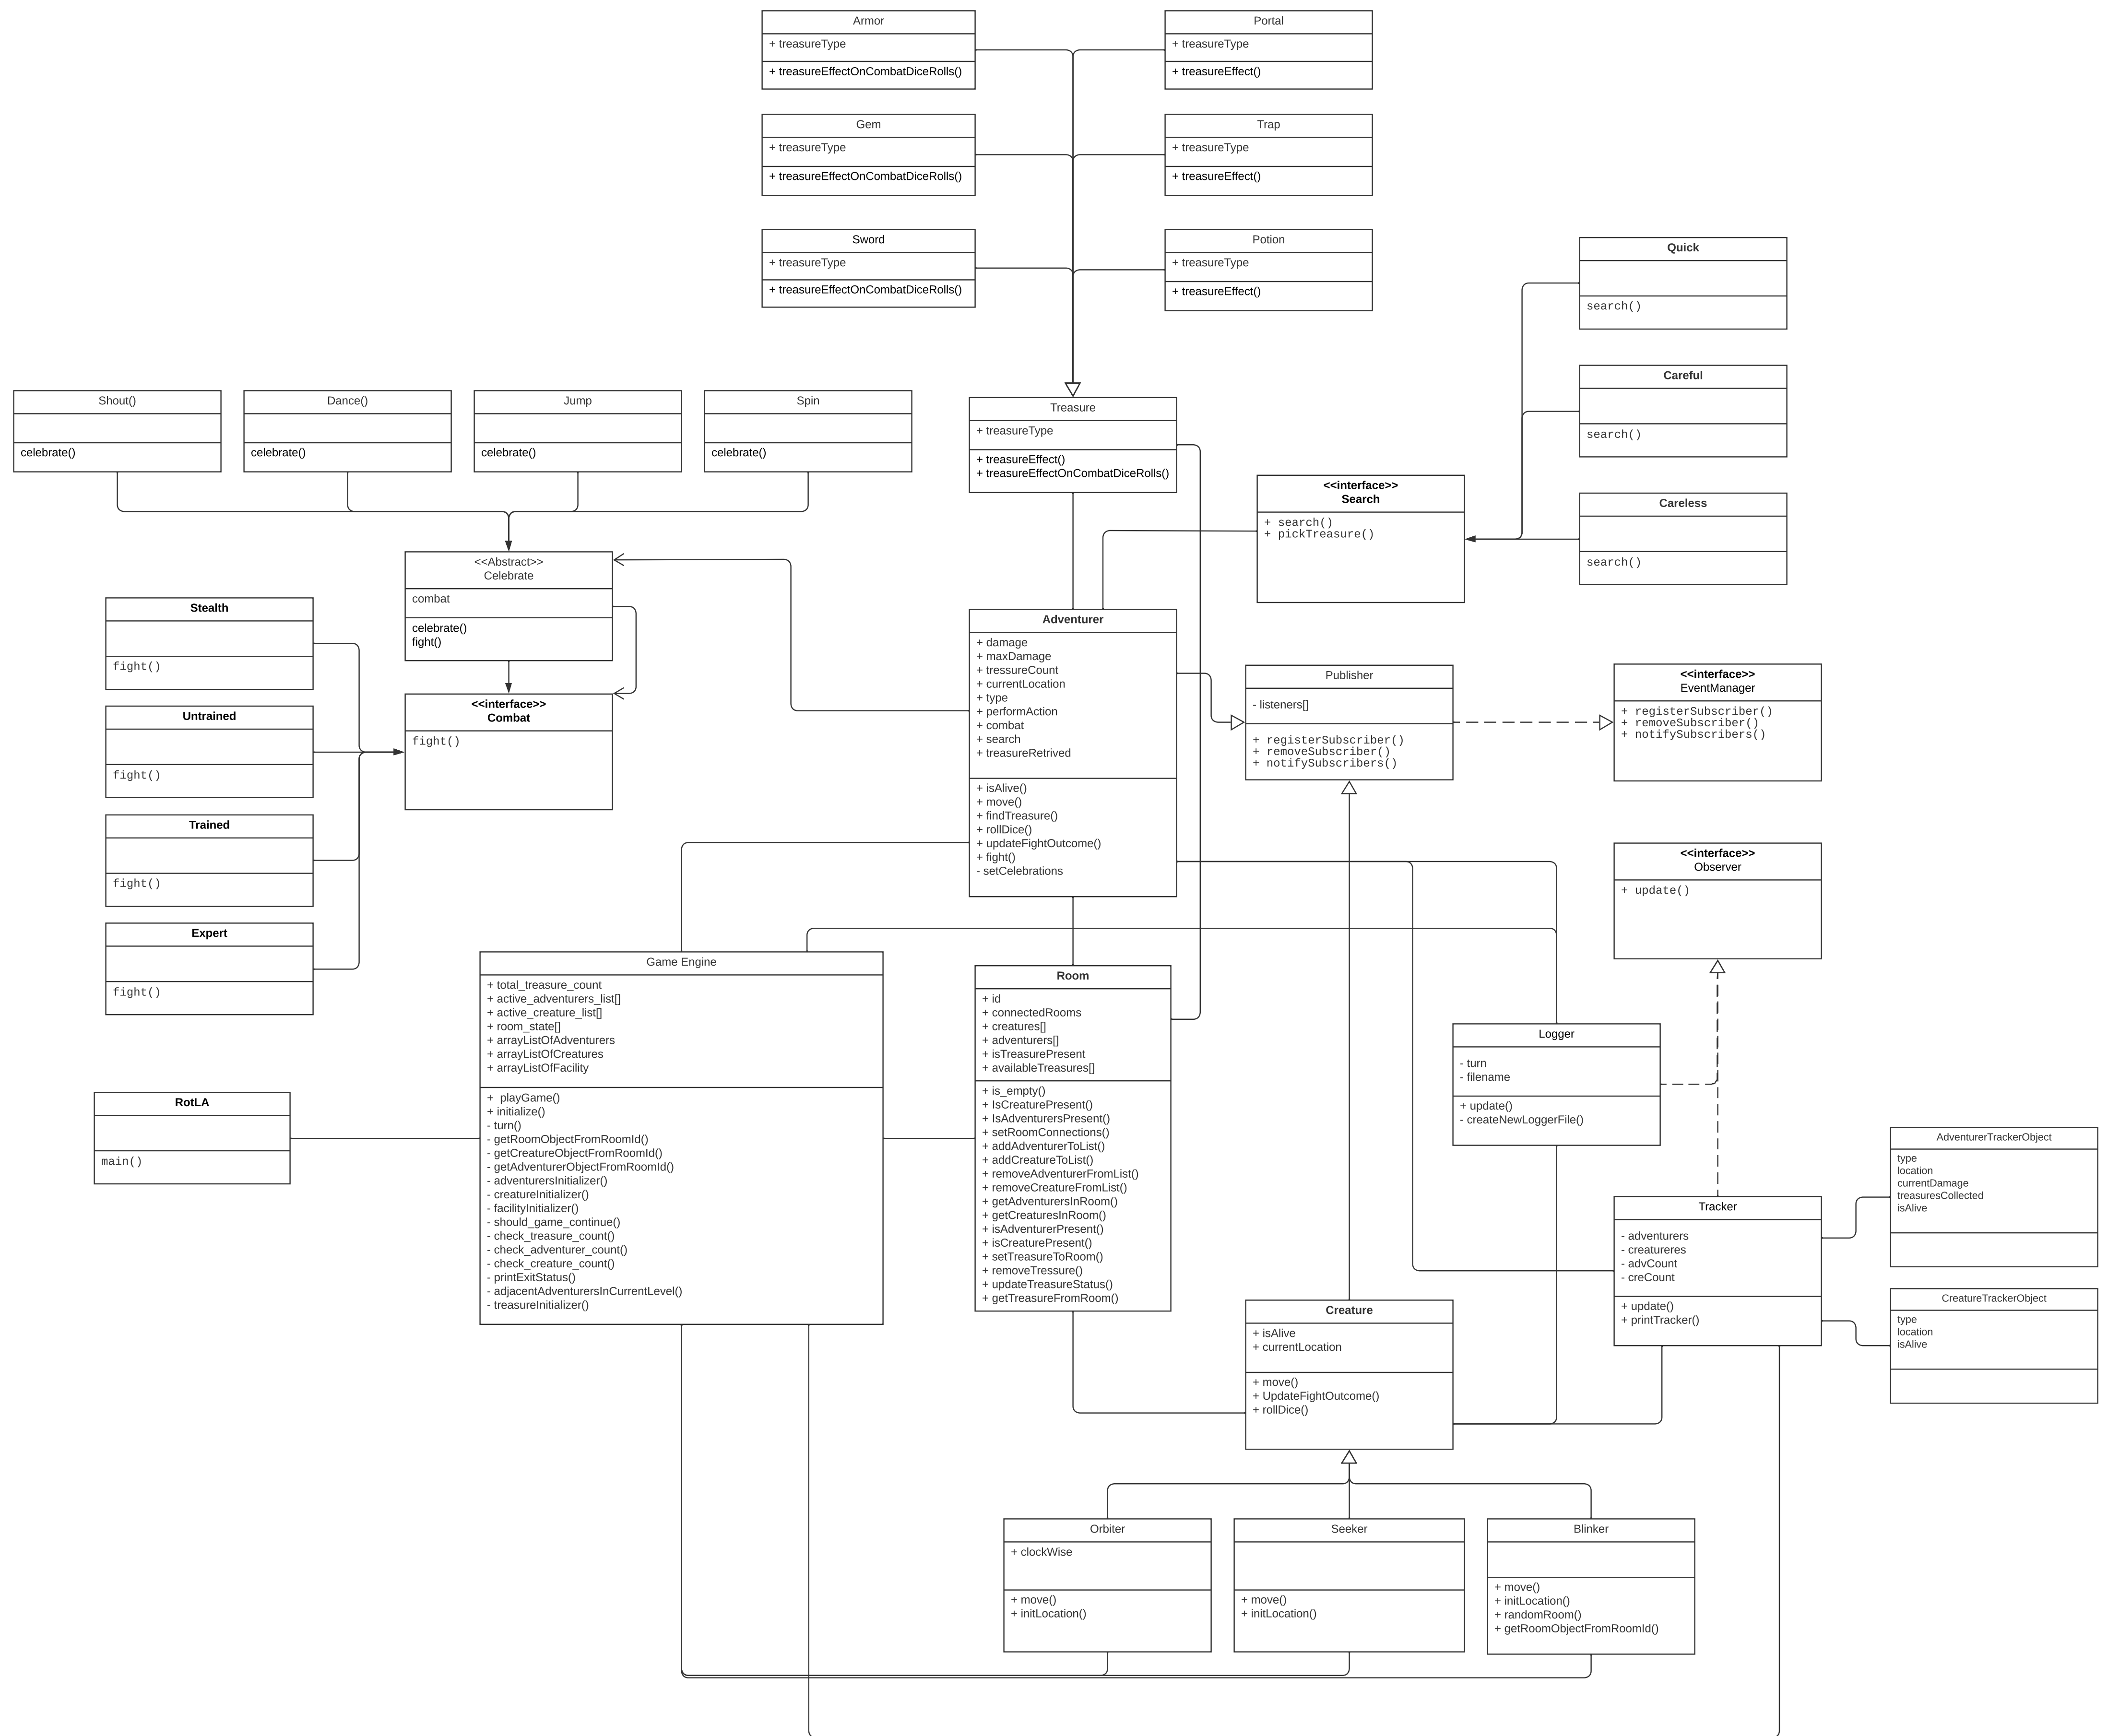 Armor
+ treasureType
+ treasureEffectOnCombatDiceRolls()
Portal
+ treasureType
+ treasureEffect()
Gem
+ treasureType
+ treasureEffectOnCombatDiceRolls()
Trap
+ treasureType
+ treasureEffect()
Sword
+ treasureType
+ treasureEffectOnCombatDiceRolls()
Potion
+ treasureType
+ treasureEffect()
Quick
search()
Careful
search()
Careless
search()
Shout()
celebrate()
Dance()
celebrate()
Jump
celebrate()
Spin
celebrate()
Treasure
+ treasureType
+ treasureEffect()
+ treasureEffectOnCombatDiceRolls()
<<interface>>
Search
+ search()
+ pickTreasure()
<<Abstract>>
Celebrate
combat
celebrate()
fight()
Stealth
fight()
Untrained
fight()
Trained
fight()
Expert
fight()
<<interface>>
Combat
fight()
Adventurer
+ damage
+ maxDamage
+ tressureCount
+ currentLocation
+ type
+ performAction
+ combat
+ search
+ treasureRetrived
+ isAlive()
+ move()
+ findTreasure()
+ rollDice()
+ updateFightOutcome()
+ fight()
- setCelebrations
Publisher
- listeners[]
+ registerSubscriber()
+ removeSubscriber()
+ notifySubscribers()
<<interface>>
EventManager
+ registerSubscriber()
+ removeSubscriber()
+ notifySubscribers()
<<interface>>
Observer
+ update()
Game Engine
+ total_treasure_count
+ active_adventurers_list[]
+ active_creature_list[]
+ room_state[]
+ arrayListOfAdventurers
+ arrayListOfCreatures
+ arrayListOfFacility
+  playGame()
+ initialize()
- turn()
- getRoomObjectFromRoomId()
- getCreatureObjectFromRoomId()
- getAdventurerObjectFromRoomId()
- adventursInitializer()
- creatureInitializer()
- facilityInitializer()
- should_game_continue()
- check_treasure_count()
- check_adventurer_count()
- check_creature_count()
- printExitStatus()
- adjacentAdventurersInCurrentLevel()
- treasureInitializer()
RotLA
main()
Room
+ id
+ connectedRooms
+ creatures[]
+ adventurers[]
+ isTreasurePresent
+ availableTreasures[]
+ is_empty()
+ IsCreaturePresent()
+ IsAdventursPresent()
+ setRoomConnections()
+ addAdventurerToList()
+ addCreatureToList()
+ removeAdventurerFromList()
+ removeCreatureFromList()
+ getAdventursInRoom()
+ getCreaturesInRoom()
+ isAdventurerPresent()
+ isCreaturePresent()
+ setTreasureToRoom()
+ removeTressure()
+ updateTreasureStatus()
+ getTreasureFromRoom()
Logger
- turn
- filename
+ update()
- createNewLoggerFile()
Tracker
- adventurers
- creatureres
- advCount
- creCount
+ update()
+ printTracker()
AdventurerTrackerObject
type
location
currentDamage
treasuresCollected
isAlive
CreatureTrackerObject
type
location
isAlive
Creature
+ isAlive
+ currentLocation
+ move()
+ UpdateFightOutcome()
+ rollDice()
Orbiter
+ clockWise
+ move()
+ initLocation()
Seeker
+ move()
+ initLocation()
Blinker
+ move()
+ initLocation()
+ randomRoom()
+ getRoomObjectFromRoomId()